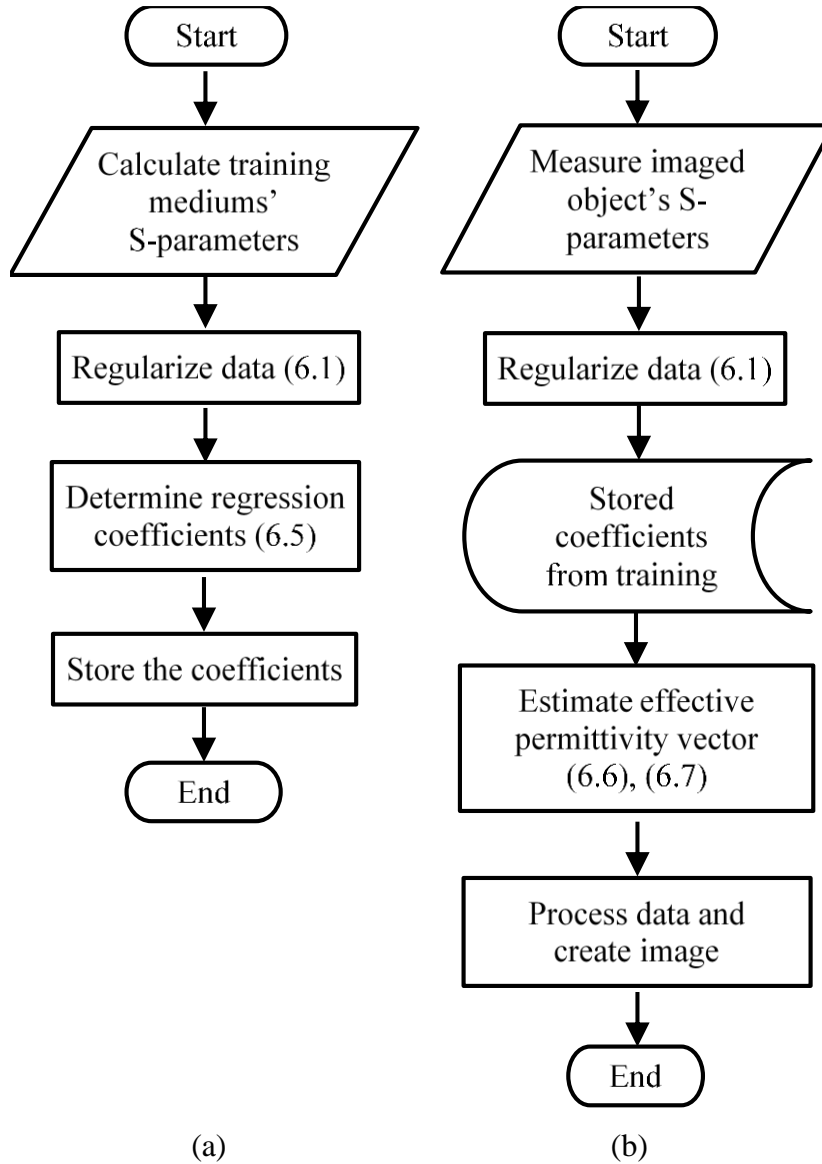 Start
Calculate training
mediums'
S-parameters
Regularize data (6.1)
Determine regression
coefficients (6.5)
Store the coefficients
End
(a)
Start
Measure imaged
object's S-
parameters
Regularize data (6.1)
Stored
coefficients
from training
Estimate effective
permittivity vector
(6.6), (6.7)
Process data and
create image
End
(b)